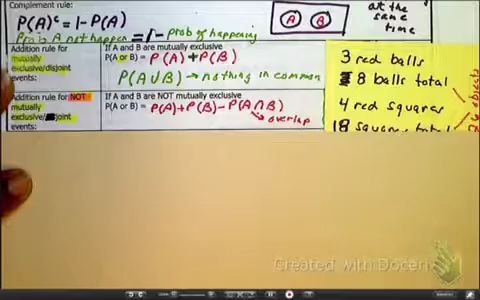 Complement rule:
P(A)ᶜ = 1 - P(A)
Prob. A not happen = 1 - prob of happening
A B
at the
same
time
Addition rule for
mutually
exclusive/disjoint
events:
If A and B are mutually exclusive
P(A or B) = P(A) + P(B)
P(A∪B) → nothing in common
Addition rule for NOT
mutually
exclusive/joint
events:
If A and B are NOT mutually exclusive
P(A or B) = P(A) + P(B) - P(A∩B)
overlap
3 red balls
8 balls total
4 red squares
18 squares total
26 objects
Created with Doceri